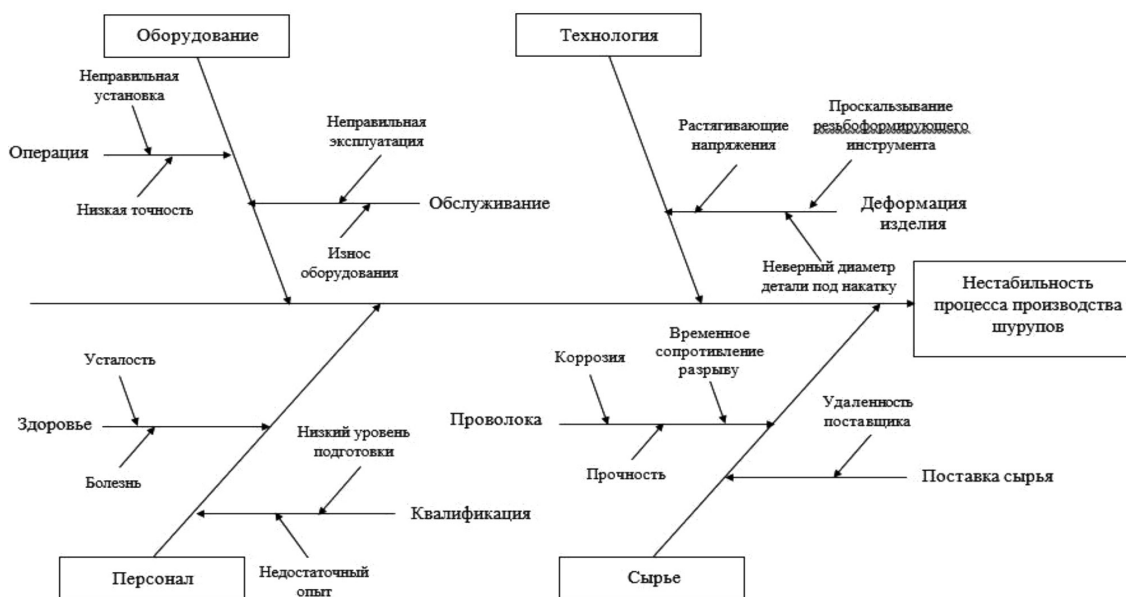 Оборудование
Технология
Неправильная
установка
Операция
Низкая точность
Неправильная
эксплуатация
Обслуживание
Износ
оборудования
Растягивающие
напряжения
Проскальзывание
резьбоформирующего
инструмента
Деформация
изделия
Неверный диаметр
детали под накатку
Нестабильность
процесса производства
шурупов
Усталость
Здоровье
Болезнь
Низкий уровень
подготовки
Квалификация
Недостаточный
опыт
Персонал
Коррозия
Временное
сопротивление
разрыву
Проволока
Прочность
Удаленность
поставщика
Поставка сырья
Сырье